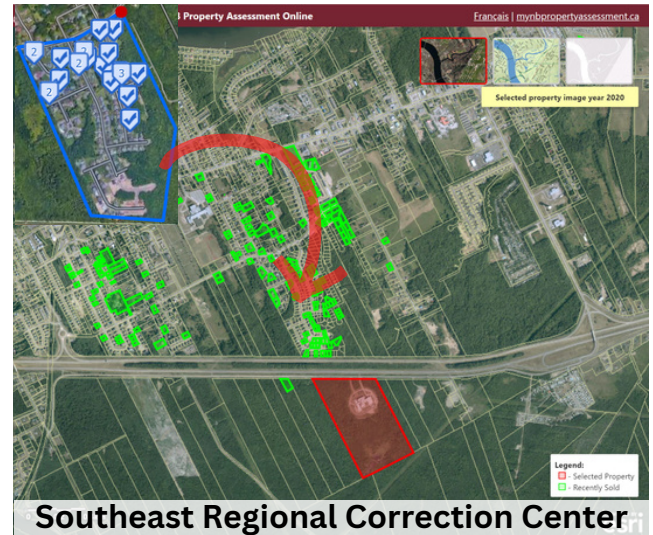 Property Assessment Online
Français | mynbpropertyassessment.ca
2
2
3
2
Selected property image year 2020
Legend:
- Selected Property
- Recently Sold
Southeast Regional Correction Center